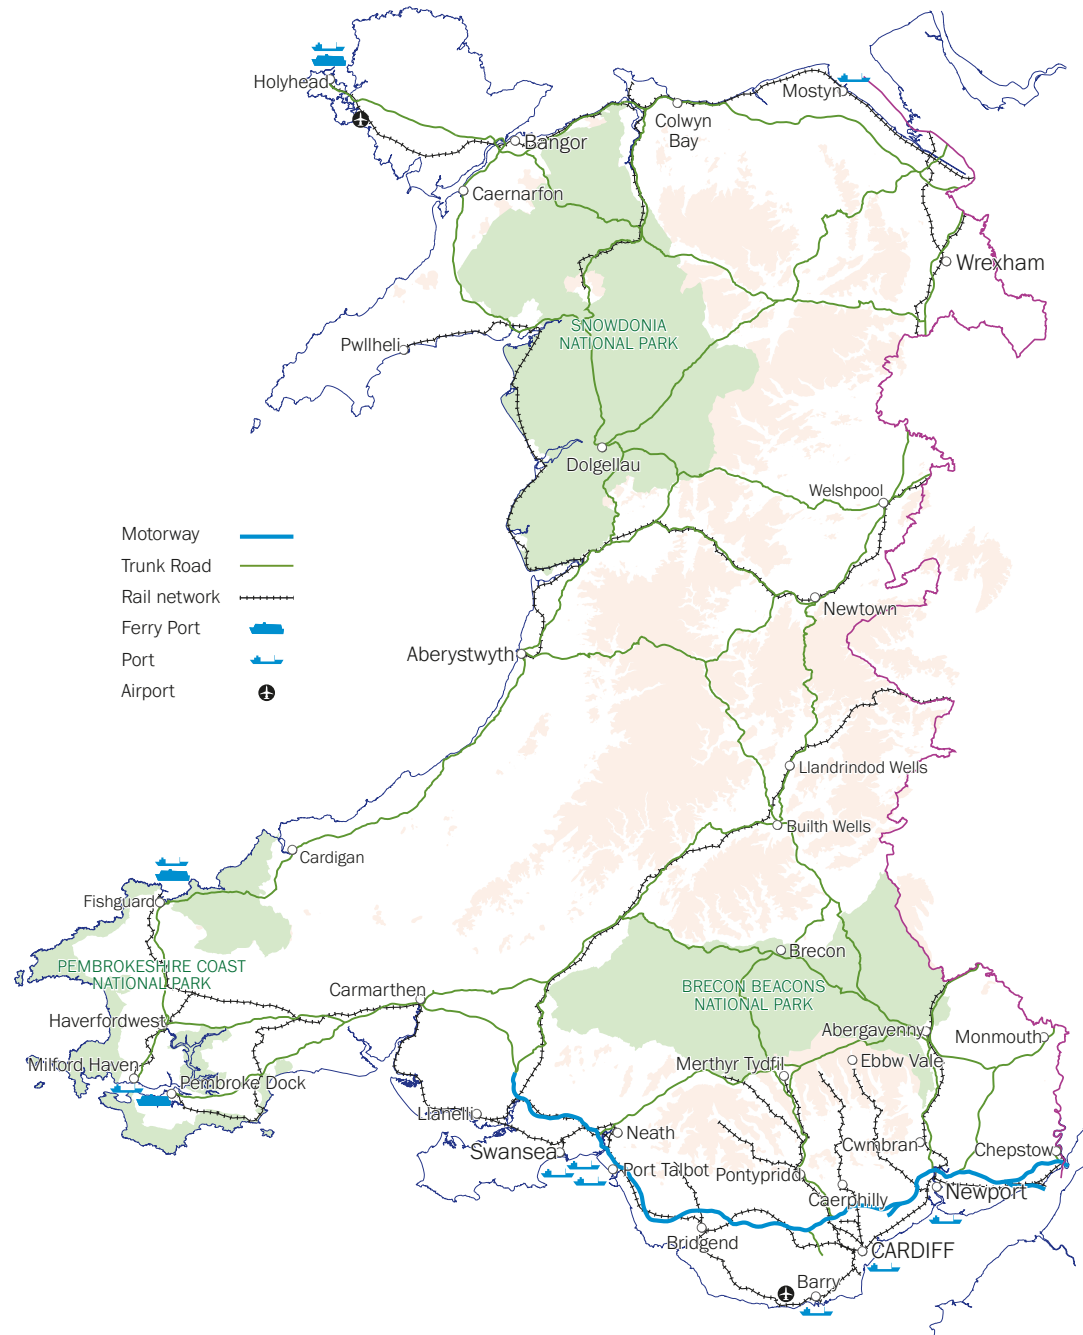 Holyhead
Mostyn
Colwyn
Bay
Bangor
Caernarfon
Wrexham
SNOWDONIA
NATIONAL PARK
Pwllheli
Dolgellau
Welshpool
Motorway
Trunk Road
Rail network
Ferry Port
Port
Airport
Newtown
Aberystwyth
Llandrindod Wells
Builth Wells
Cardigan
Fishguard
Brecon
PEMBROKESHIRE COAST
NATIONAL PARK
BRECON BEACONS
NATIONAL PARK
Carmarthen
Haverfordwest
Abergavenny
Monmouth
Milford Haven
Merthyr Tydfil
Ebbw Vale
Pembroke Dock
Llanelli
Neath
Cwmbran
Chepstow
Swansea
Port Talbot
Pontypridd
Caerphilly
Newport
Bridgend
CARDIFF
Barry